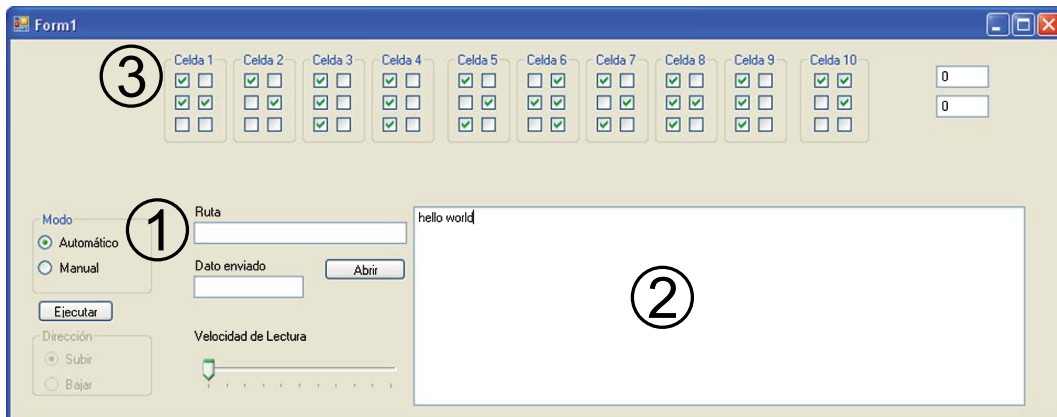 Form1
Celda 1 Celda 2 Celda 3 Celda 4 Celda 5 Celda 6 Celda 7 Celda 8 Celda 9 Celda 10
3
0
0
Modo
Automático
Manual
Ejecutar
Dirección
Subir
Bajar
1
Ruta
Dato enviado
Abrir
Velocidad de Lectura
hello world
2